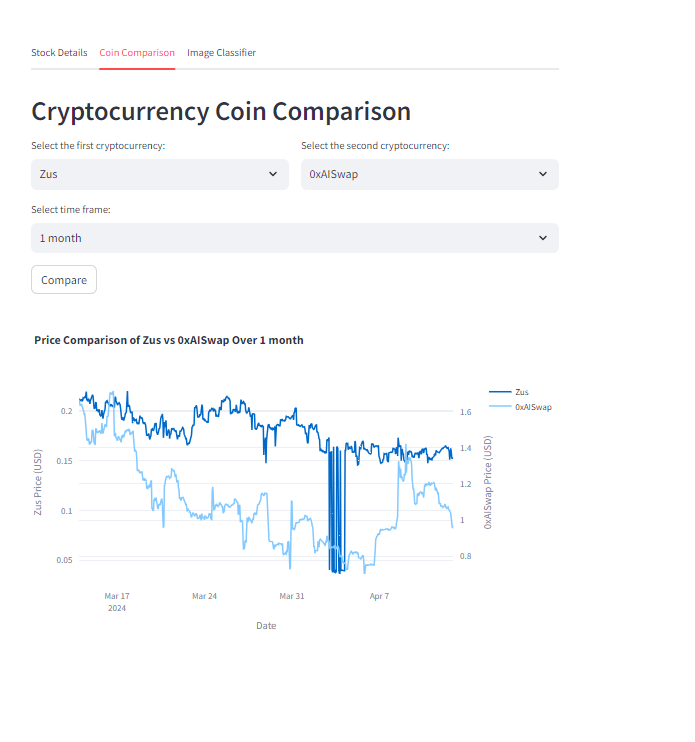 Stock Details Coin Comparison Image Classifier
Cryptocurrency Coin Comparison
Select the first cryptocurrency: Select the second cryptocurrency:
Zus 0xAISwap
Select time frame:
1 month
Compare
Price Comparison of Zus vs 0xAISwap Over 1 month
Zus
0xAISwap
0.2
0.15
0.1
0.05
Zus Price (USD)
1.6
1.4
1.2
1
0.8
0xAISwap Price (USD)
Mar 17 Mar 24 Mar 31 Apr 7
2024
Date